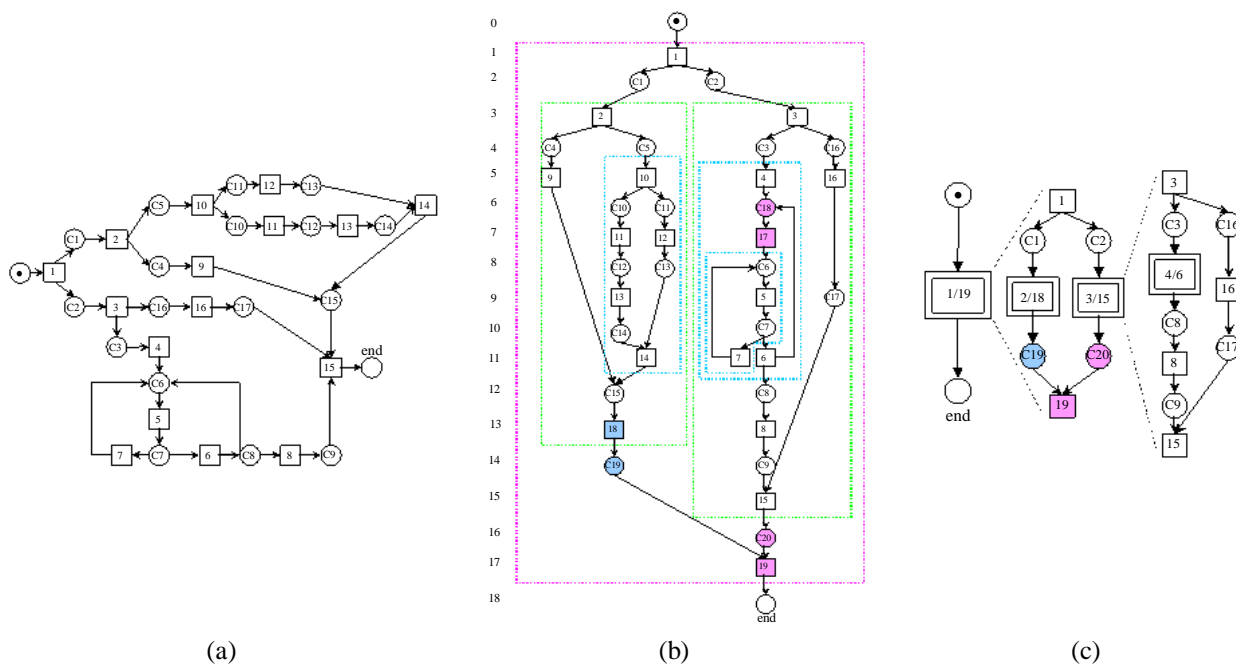 0
1
2
3
4
5
6
7
8
9
10
11
12
13
14
15
16
17
18
C11 12 C13
C5 10 14
C10 11 C12 13 C14
C1 2
C4 9
1
C15
C2 3 C16 16 C17
end
C3 4
15
C6
5
7 C7 6 C8 8 C9
(a)
1
C1 C2
2 3
C4 C5 C3 C16
9 10 4 16
C10 C11 C18
11 12 17
C12 C13 C6
13 5 C17
C14 C7
14 7 6
C15 C8
18 8
C19 C9
15
C20
19
end
(b)
3
1
C3 C16
C1 C2
4/6
1/19 2/18 3/15 16
C8
C19 C20 C17
8
end 19 C9
15
(c)